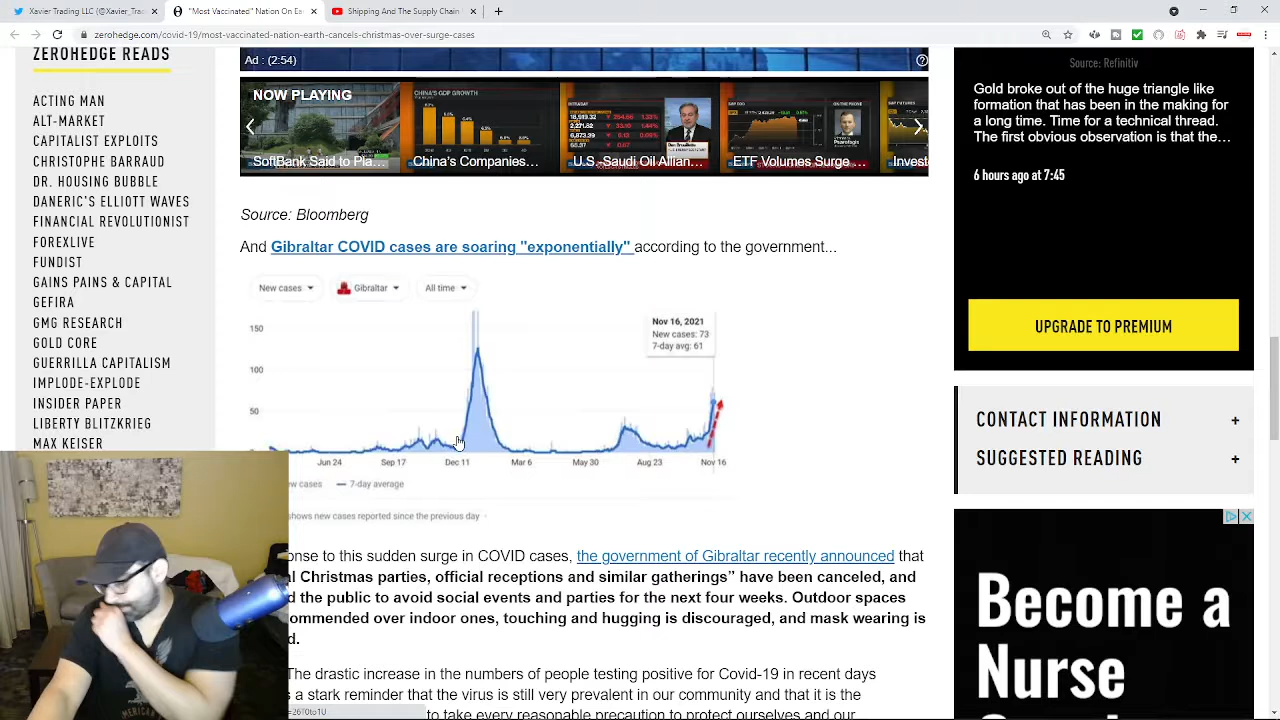 Xavier Trading (@
"Most Vaccinated" Nation On Ea
Shipping And The Supply Chain
zerohedge.com/covid-19/most-vaccinated-nation-earth-cancels-christmas-over-surge-cases
ZEROHEDGE READS
ACTING MAN
ALTMARKET
CAPITALIST EXPLOITS
CHRISTOPHE BARRAUD
DR. HOUSING BUBBLE
DANERIC'S ELLIOTT WAVES
FINANCIAL REVOLUTIONIST
FOREXLIVE
FUNDIST
GAINS PAINS & CAPITAL
GEFIRA
GMG RESEARCH
GOLD CORE
GUERRILLA CAPITALISM
IMPLODE-EXPLODE
INSIDER PAPER
LIBERTY BLITZKRIEG
MAX KEISER
Ad : (2:54)
NOW PLAYING
CHINA'S GDP GROWTH
SoftBank Said to Pla...
China's Companies...
U.S.-Saudi Oil Allian...
ETF Volumes Surge...
Invest
Source: Bloomberg
And Gibraltar COVID cases are soaring "exponentially" according to the government...
New cases
Gibraltar
All time
150
100
50
Nov 16, 2021
New cases: 73
7-day avg: 61
Jun 24
Sep 17
Dec 11
Mar 6
May 30
Aug 23
Nov 16
ew cases
7-day average
shows new cases reported since the previous day
onse to this sudden surge in COVID cases, the government of Gibraltar recently announced that
l Christmas parties, official receptions and similar gatherings” have been canceled, and
d the public to avoid social events and parties for the next four weeks. Outdoor spaces
commended over indoor ones, touching and hugging is discouraged, and mask wearing is
d.
The drastic increase in the numbers of people testing positive for Covid-19 in recent days
s a stark reminder that the virus is still very prevalent in our community and that it is the
to take every reasonable precaution to protect ourselves and our
Source: Refinitiv
Gold broke out of the huge triangle like
formation that has been in the making for
a long time. Time for a technical thread.
The first obvious observation is that the...
6 hours ago at 7:45
UPGRADE TO PREMIUM
CONTACT INFORMATION
SUGGESTED READING
Become a
Nurse